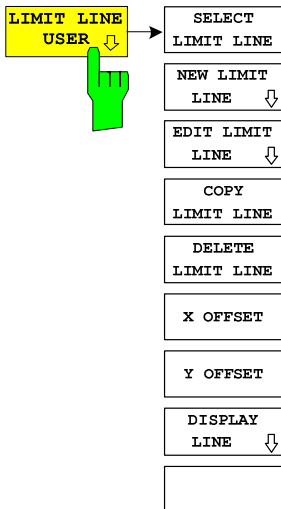 LIMIT LINE
USER
SELECT
LIMIT LINE
NEW LIMIT
LINE
EDIT LIMIT
LINE
COPY
LIMIT LINE
DELETE
LIMIT LINE
X OFFSET
Y OFFSET
DISPLAY
LINE